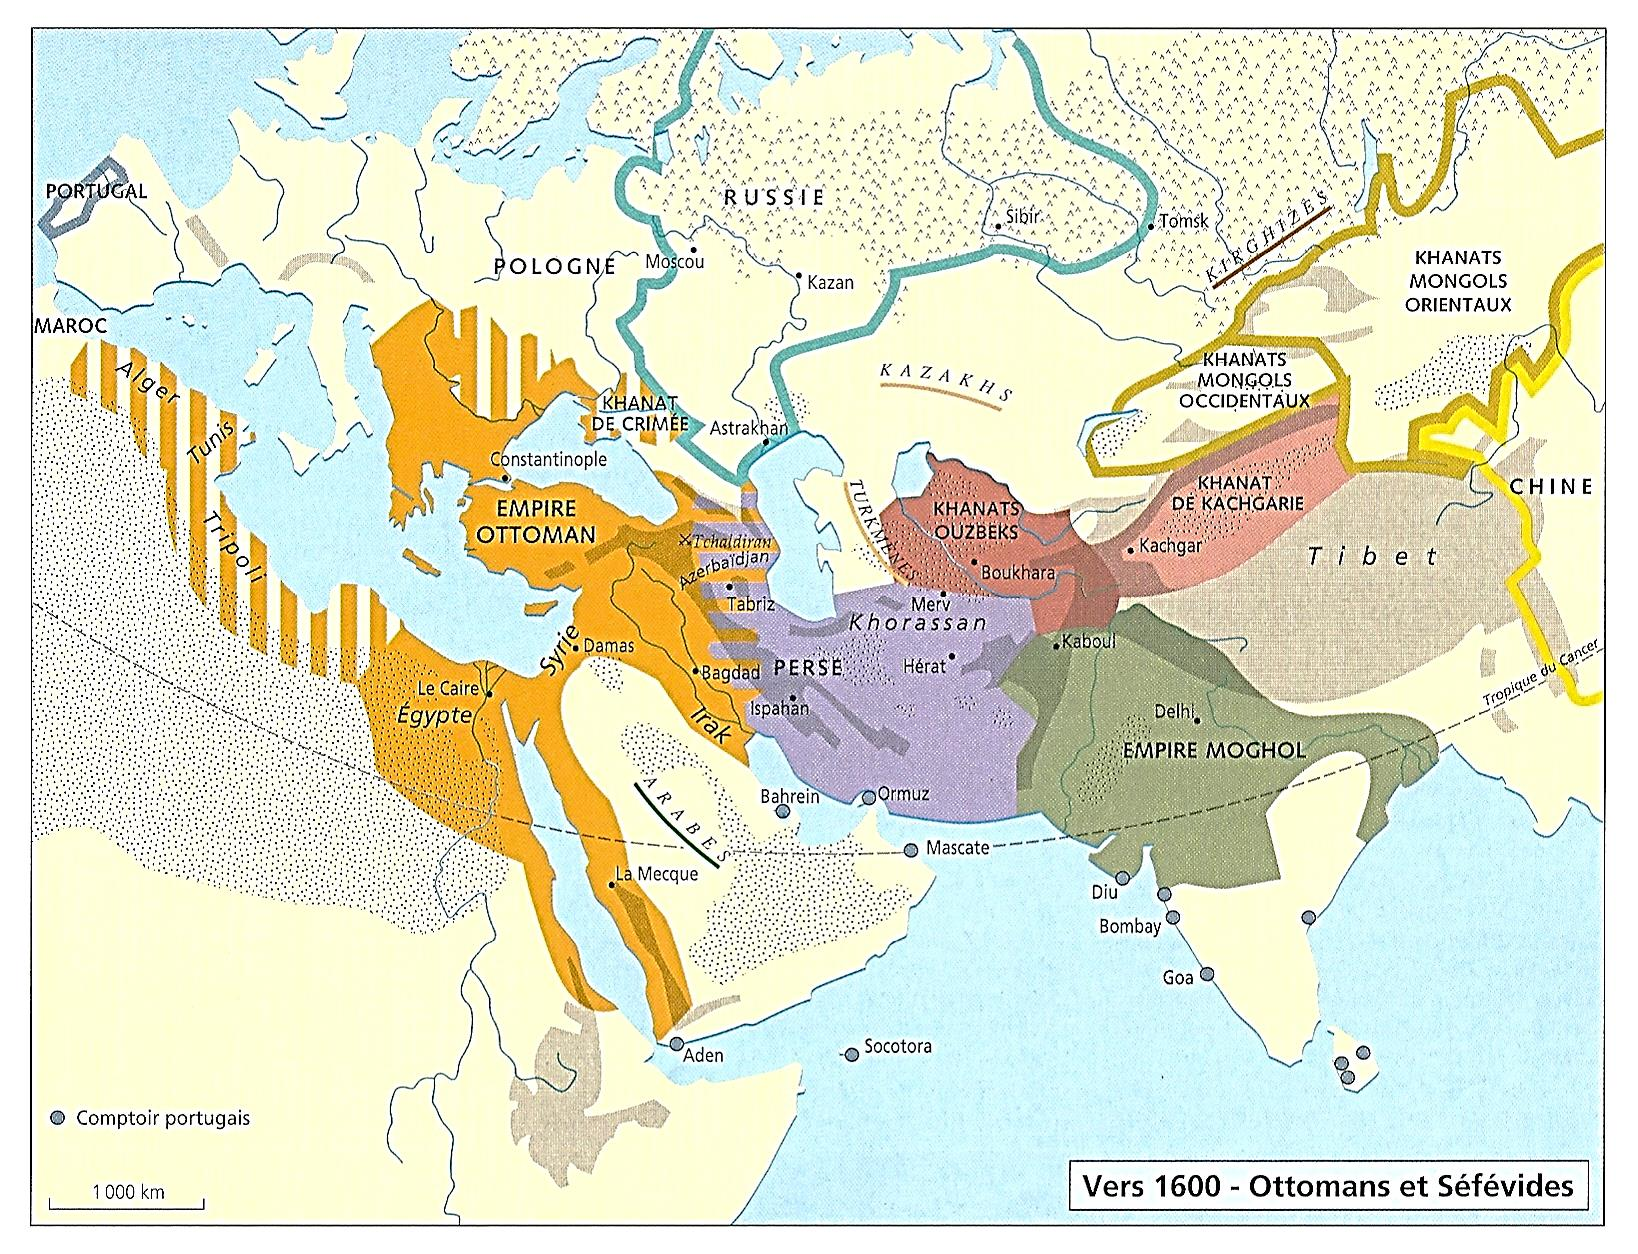 PORTUGAL
RUSSIE
Sibir
Tomsk
KIRGHIZES
POLOGNE
Moscou
Kazan
KHANATS
MONGOLS
ORIENTAUX
MAROC
Alger
Tunis
Tripoli
KAZAKHS
KHANATS
MONGOLS
OCCIDENTAUX
KHANAT
DE CRIMÉE
Astrakhan
Constantinople
EMPIRE
OTTOMAN
TURKMÈNES
KHANATS
OUZBEKS
KHANAT
DE KACHGARIE
CHINE
Tchaldiran
Azerbaïdjan
Tabriz
Boukhara
Kachgar
Tibet
Merv
Khorassan
Syrie
Damas
Bagdad
PERSE
Hérat
Kaboul
Tropique du Cancer
Le Caire
Égypte
Irak
Ispahan
Delhi
EMPIRE MOGHOL
ARABES
Bahrein
Ormuz
Mascate
La Mecque
Diu
Bombay
Goa
Aden
Socotora
Comptoir portugais
1 000 km
Vers 1600 - Ottomans et Séfévides